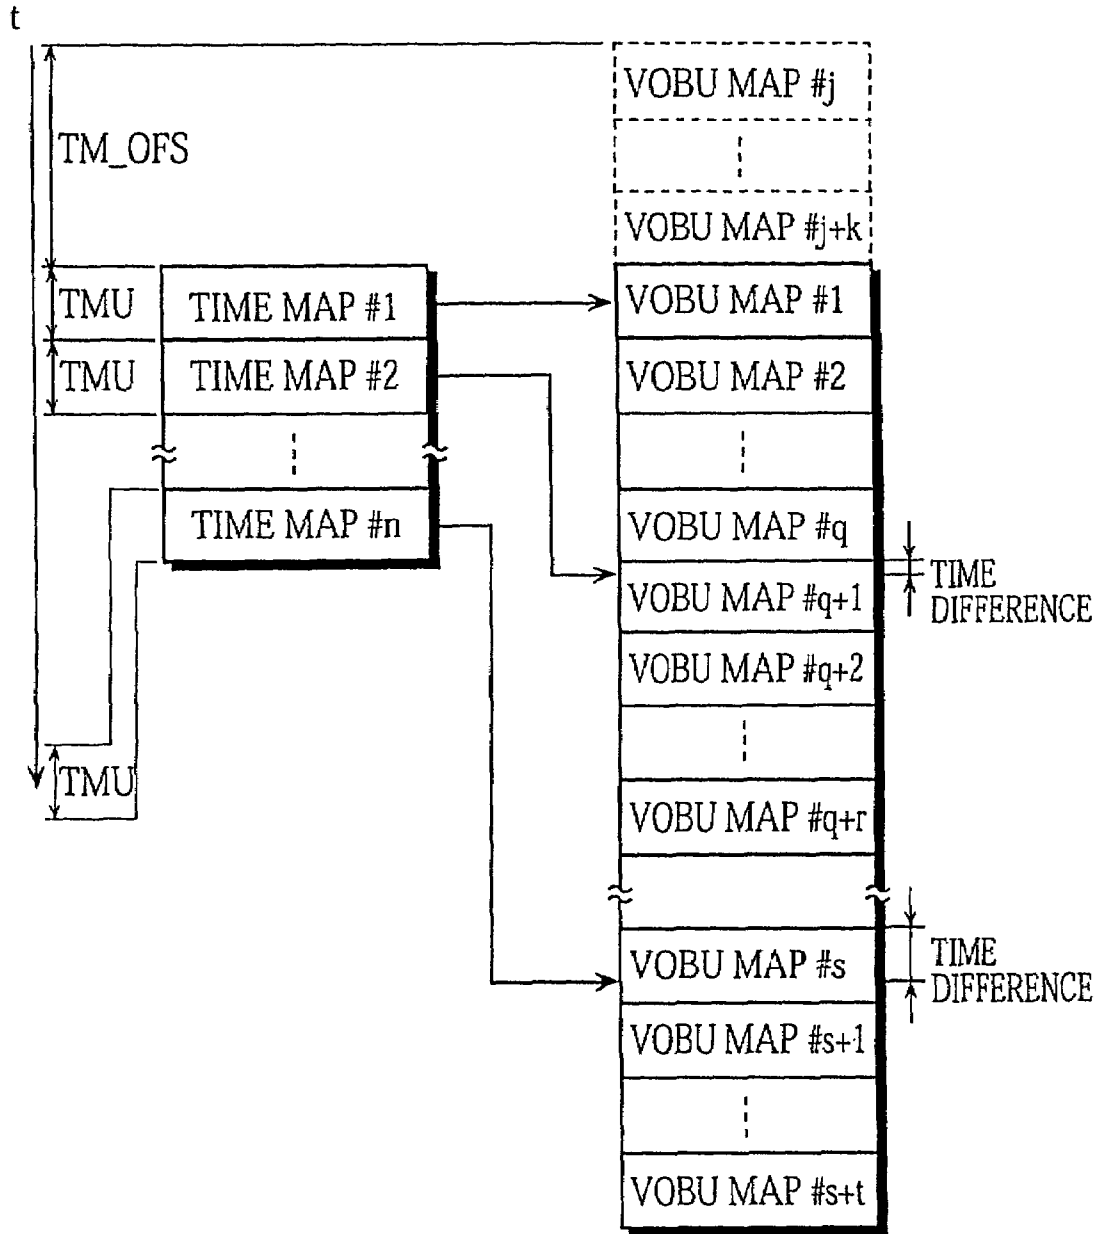 t
VOBU MAP #j
TM_OFS
VOBU MAP #j+k
TMU
TIME MAP #1
VOBU MAP #1
TMU
TIME MAP #2
VOBU MAP #2
TIME MAP #n
VOBU MAP #q
TIME
DIFFERENCE
VOBU MAP #q+1
VOBU MAP #q+2
TMU
VOBU MAP #q+r
VOBU MAP #s
TIME
DIFFERENCE
VOBU MAP #s+1
VOBU MAP #s+t